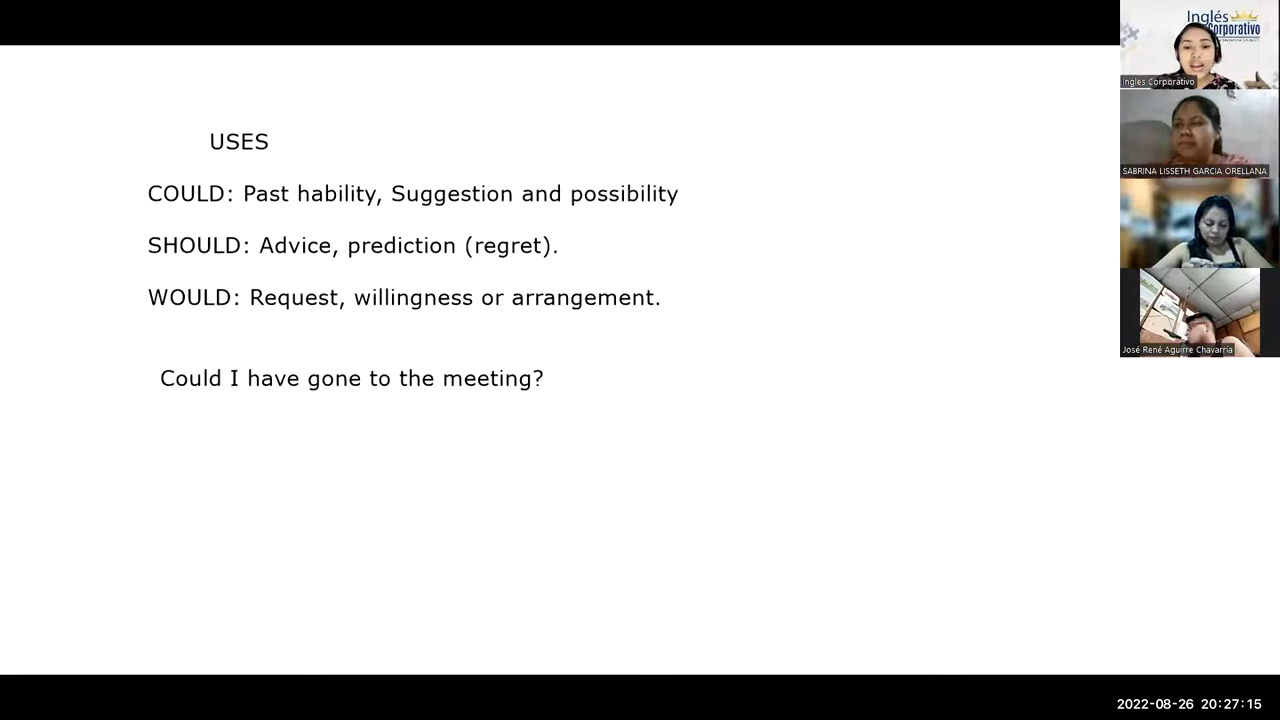 USES
COULD: Past hability, Suggestion and possibility
SHOULD: Advice, prediction (regret).
WOULD: Request, willingness or arrangement.
Could I have gone to the meeting?
Inglés
Corporativo
Ingles Corporativo
SABRINA LISSETH GARCIA ORELLANA
José René Aguirre Chavarria
2022-08-26 20:27:15